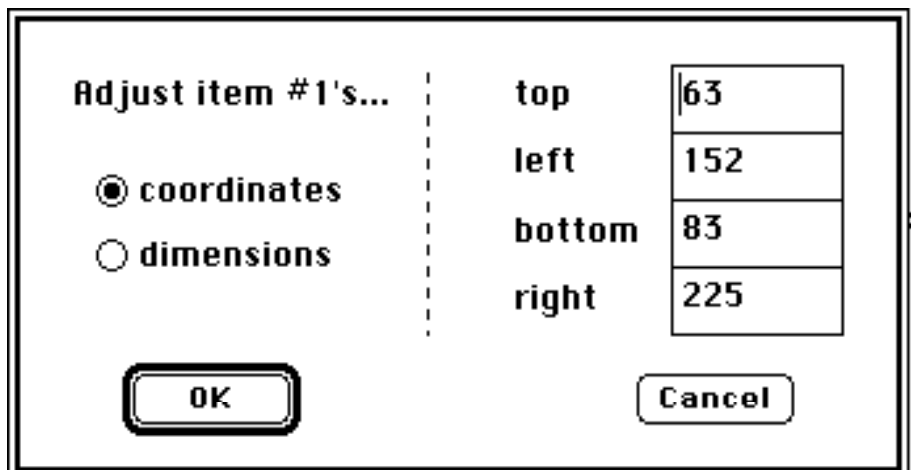 Adjust item #1's...
coordinates
dimensions
top 63
left 152
bottom 83
right 225
OK
Cancel